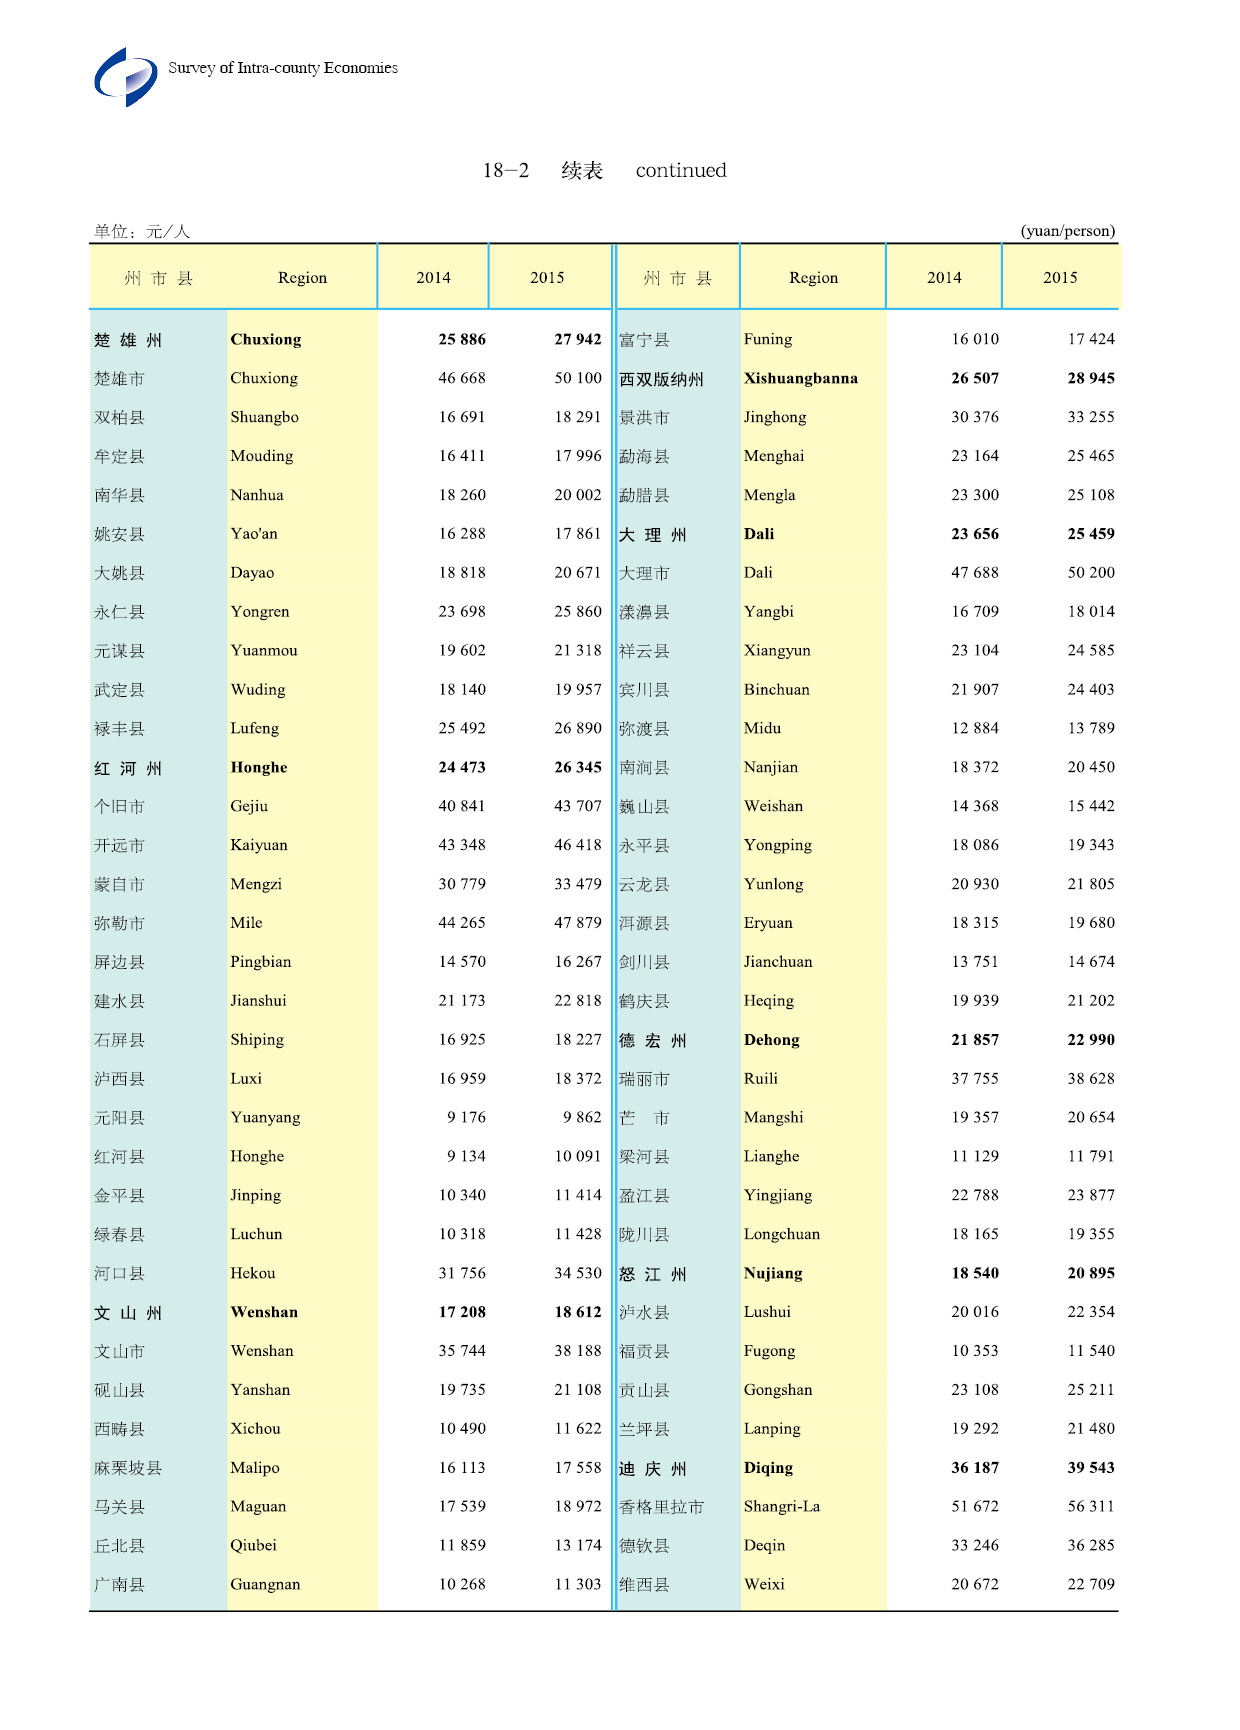 Survey of Intra-county Economies
18-2 续表 continued
单位：元/人 (yuan/person)
州 市 县 Region 2014 2015 州 市 县 Region 2014 2015
楚 雄 州 Chuxiong 25 886 27 942 富宁县 Funing 16 010 17 424
楚雄市 Chuxiong 46 668 50 100 西双版纳州 Xishuangbanna 26 507 28 945
双柏县 Shuangbo 16 691 18 291 景洪市 Jinghong 30 376 33 255
牟定县 Mouding 16 411 17 996 勐海县 Menghai 23 164 25 465
南华县 Nanhua 18 260 20 002 勐腊县 Mengla 23 300 25 108
姚安县 Yao'an 16 288 17 861 大 理 州 Dali 23 656 25 459
大姚县 Dayao 18 818 20 671 大理市 Dali 47 688 50 200
永仁县 Yongren 23 698 25 860 漾濞县 Yangbi 16 709 18 014
元谋县 Yuanmou 19 602 21 318 祥云县 Xiangyun 23 104 24 585
武定县 Wuding 18 140 19 957 宾川县 Binchuan 21 907 24 403
禄丰县 Lufeng 25 492 26 890 弥渡县 Midu 12 884 13 789
红 河 州 Honghe 24 473 26 345 南涧县 Nanjian 18 372 20 450
个旧市 Gejiu 40 841 43 707 巍山县 Weishan 14 368 15 442
开远市 Kaiyuan 43 348 46 418 永平县 Yongping 18 086 19 343
蒙自市 Mengzi 30 779 33 479 云龙县 Yunlong 20 930 21 805
弥勒市 Mile 44 265 47 879 洱源县 Eryuan 18 315 19 680
屏边县 Pingbian 14 570 16 267 剑川县 Jianchuan 13 751 14 674
建水县 Jianshui 21 173 22 818 鹤庆县 Heqing 19 939 21 202
石屏县 Shiping 16 925 18 227 德 宏 州 Dehong 21 857 22 990
泸西县 Luxi 16 959 18 372 瑞丽市 Ruili 37 755 38 628
元阳县 Yuanyang 9 176 9 862 芒 市 Mangshi 19 357 20 654
红河县 Honghe 9 134 10 091 梁河县 Lianghe 11 129 11 791
金平县 Jinping 10 340 11 414 盈江县 Yingjiang 22 788 23 877
绿春县 Luchun 10 318 11 428 陇川县 Longchuan 18 165 19 355
河口县 Hekou 31 756 34 530 怒 江 州 Nujiang 18 540 20 895
文 山 州 Wenshan 17 208 18 612 泸水县 Lushui 20 016 22 354
文山市 Wenshan 35 744 38 188 福贡县 Fugong 10 353 11 540
砚山县 Yanshan 19 735 21 108 贡山县 Gongshan 23 108 25 211
西畴县 Xichou 10 490 11 622 兰坪县 Lanping 19 292 21 480
麻栗坡县 Malipo 16 113 17 558 迪 庆 州 Diqing 36 187 39 543
马关县 Maguan 17 539 18 972 香格里拉市 Shangri-La 51 672 56 311
丘北县 Qiubei 11 859 13 174 德钦县 Deqin 33 246 36 285
广南县 Guangnan 10 268 11 303 维西县 Weixi 20 672 22 709